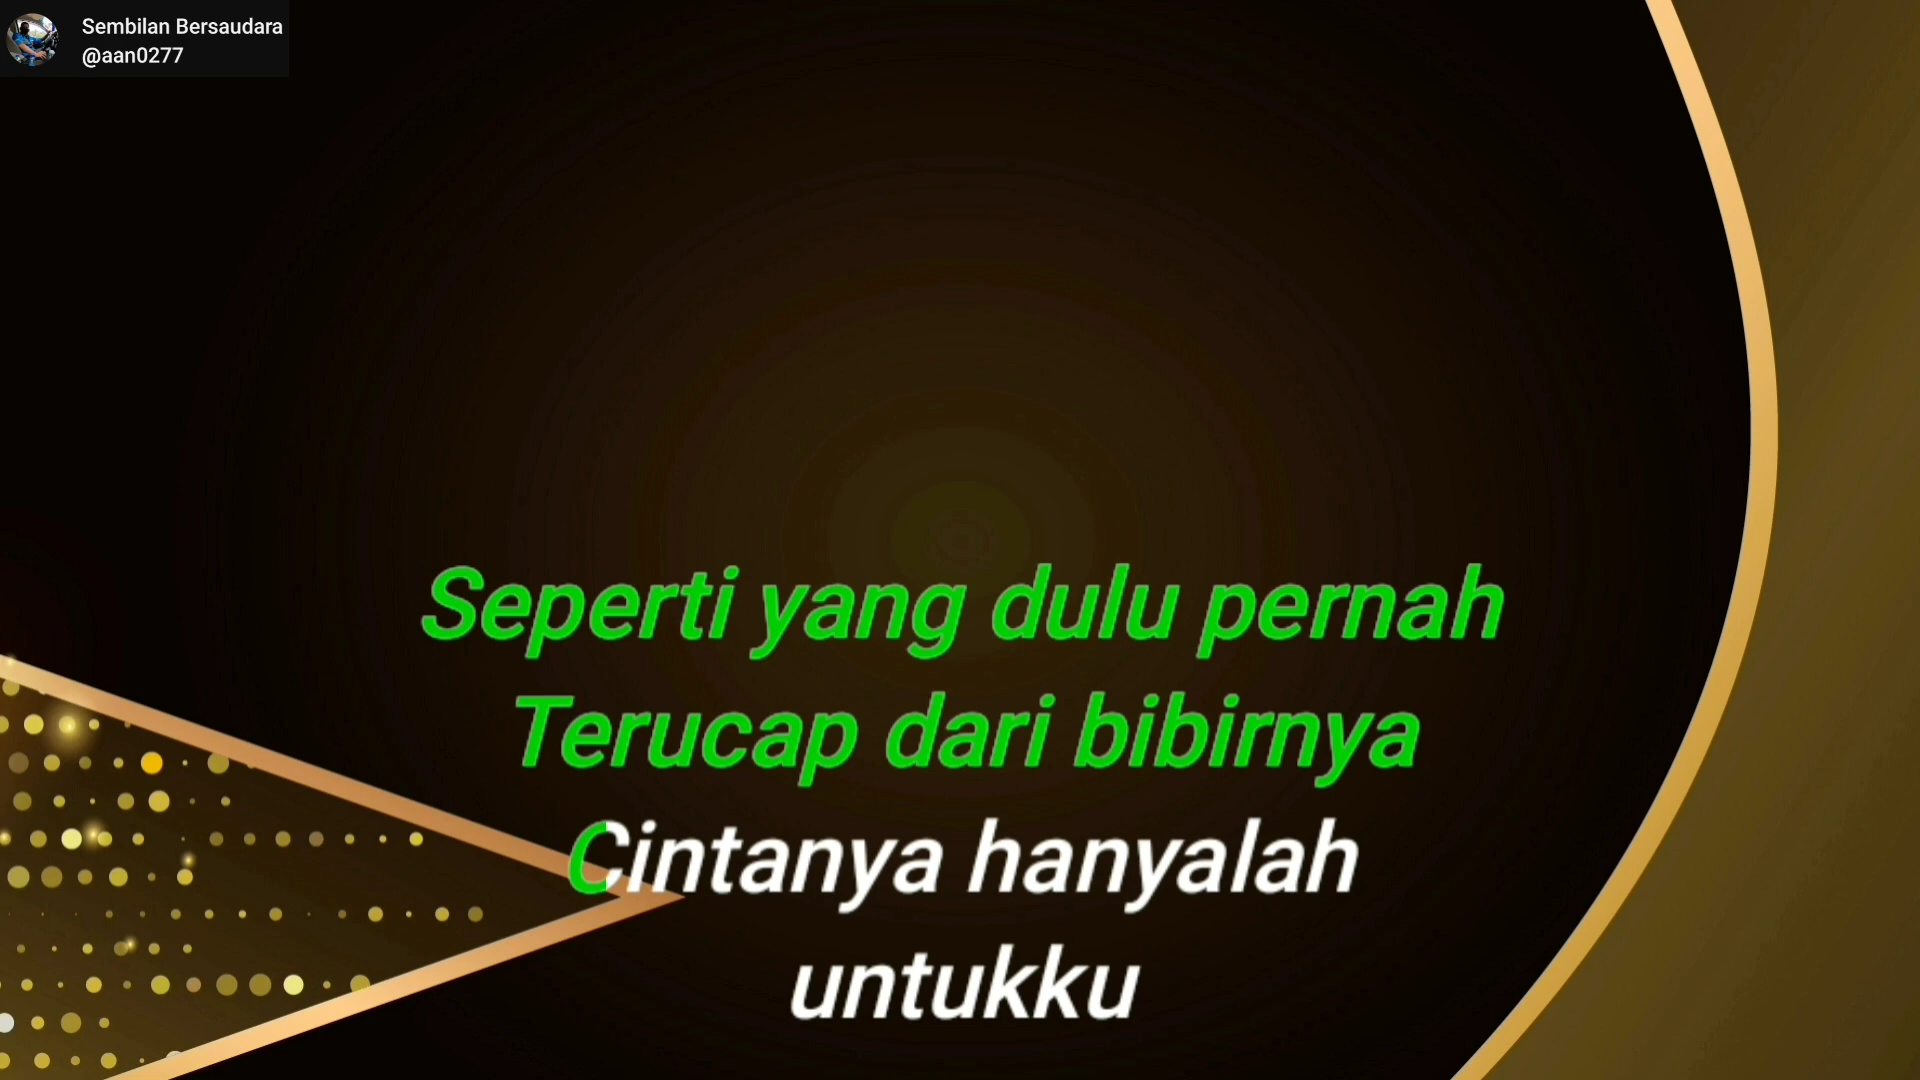 Sembilan Bersaudara
@aan0277
Seperti yang dulu pernah
Terucap dari bibirnya
Cintanya hanyalah
untukku